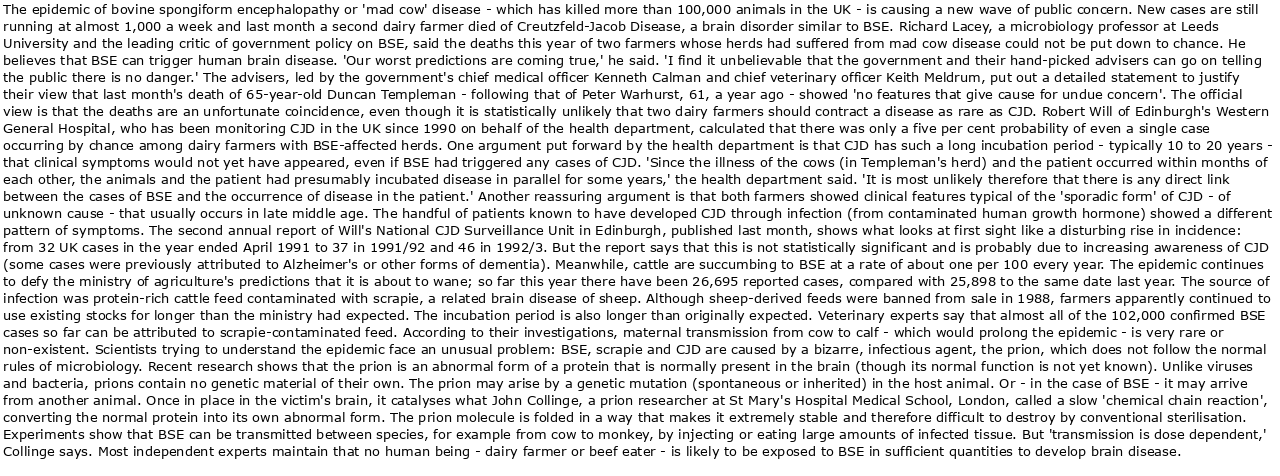 The epidemic of bovine spongiform encephalopathy or 'mad cow' disease - which has killed more than 100,000 animals in the UK - is causing a new wave of public concern. New cases are still
running at almost 1,000 a week and last month a second dairy farmer died of Creutzfeld-Jacob Disease, a brain disorder similar to BSE. Richard Lacey, a microbiology professor at Leeds
University and the leading critic of government policy on BSE, said the deaths this year of two farmers whose herds had suffered from mad cow disease could not be put down to chance. He
believes that BSE can trigger human brain disease. 'Our worst predictions are coming true,' he said. 'I find it unbelievable that the government and their hand-picked advisers can go on telling
the public there is no danger.' The advisers, led by the government's chief medical officer Kenneth Calman and chief veterinary officer Keith Meldrum, put out a detailed statement to justify
their view that last month's death of 65-year-old Duncan Templeman - following that of Peter Warhurst, 61, a year ago - showed 'no features that give cause for undue concern'. The official
view is that the deaths are an unfortunate coincidence, even though it is statistically unlikely that two dairy farmers should contract a disease as rare as CJD. Robert Will of Edinburgh's Western
General Hospital, who has been monitoring CJD in the UK since 1990 on behalf of the health department, calculated that there was only a five per cent probability of even a single case
occurring by chance among dairy farmers with BSE-affected herds. One argument put forward by the health department is that CJD has such a long incubation period - typically 10 to 20 years -
that clinical symptoms would not yet have appeared, even if BSE had triggered any cases of CJD. 'Since the illness of the cows (in Templeman's herd) and the patient occurred within months of
each other, the animals and the patient had presumably incubated disease in parallel for some years,' the health department said. 'It is most unlikely therefore that there is any direct link
between the cases of BSE and the occurrence of disease in the patient.' Another reassuring argument is that both farmers showed clinical features typical of the 'sporadic form' of CJD - of
unknown cause - that usually occurs in late middle age. The handful of patients known to have developed CJD through infection (from contaminated human growth hormone) showed a different
pattern of symptoms. The second annual report of Will's National CJD Surveillance Unit in Edinburgh, published last month, shows what looks at first sight like a disturbing rise in incidence:
from 32 UK cases in the year ended April 1991 to 37 in 1991/92 and 46 in 1992/3. But the report says that this is not statistically significant and is probably due to increasing awareness of CJD
(some cases were previously attributed to Alzheimer's or other forms of dementia). Meanwhile, cattle are succumbing to BSE at a rate of about one per 100 every year. The epidemic continues
to defy the ministry of agriculture's predictions that it is about to wane; so far this year there have been 26,695 reported cases, compared with 25,898 to the same date last year. The source of
infection was protein-rich cattle feed contaminated with scrapie, a related brain disease of sheep. Although sheep-derived feeds were banned from sale in 1988, farmers apparently continued to
use existing stocks for longer than the ministry had expected. The incubation period is also longer than originally expected. Veterinary experts say that almost all of the 102,000 confirmed BSE
cases so far can be attributed to scrapie-contaminated feed. According to their investigations, maternal transmission from cow to calf - which would prolong the epidemic - is very rare or
non-existent. Scientists trying to understand the epidemic face an unusual problem: BSE, scrapie and CJD are caused by a bizarre, infectious agent, the prion, which does not follow the normal
rules of microbiology. Recent research shows that the prion is an abnormal form of a protein that is normally present in the brain (though its normal function is not yet known). Unlike viruses
and bacteria, prions contain no genetic material of their own. The prion may arise by a genetic mutation (spontaneous or inherited) in the host animal. Or - in the case of BSE - it may arrive
from another animal. Once in place in the victim's brain, it catalyses what John Collinge, a prion researcher at St Mary's Hospital Medical School, London, called a slow 'chemical chain reaction',
converting the normal protein into its own abnormal form. The prion molecule is folded in a way that makes it extremely stable and therefore difficult to destroy by conventional sterilisation.
Experiments show that BSE can be transmitted between species, for example from cow to monkey, by injecting or eating large amounts of infected tissue. But 'transmission is dose dependent,'
Collinge says. Most independent experts maintain that no human being - dairy farmer or beef eater - is likely to be exposed to BSE in sufficient quantities to develop brain disease.